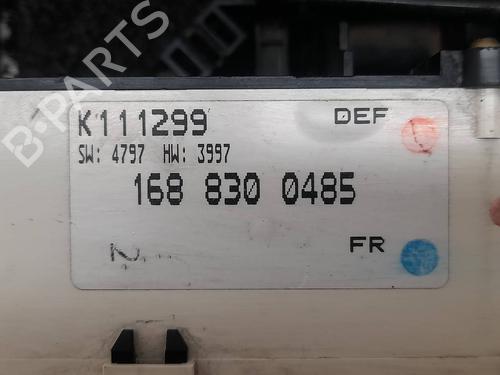 K111299 DEF
SW: 4797 HW: 3997
168 830 0485
FR
B-PARTS